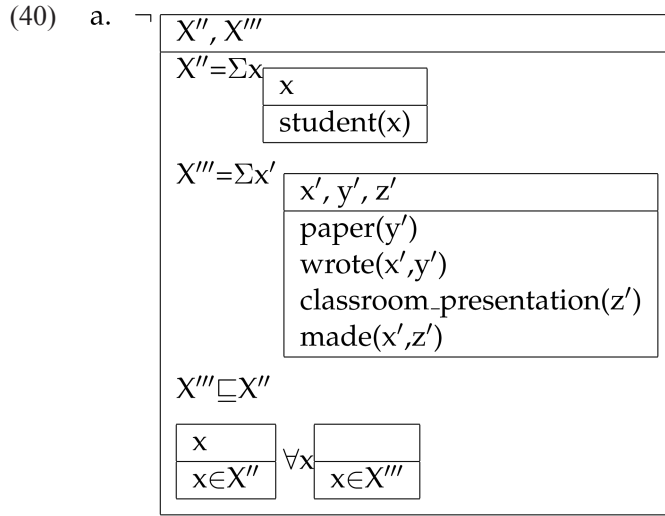 (40) a. ¬
X″, X‴
X″=Σx
x
student(x)
X‴=Σx′
x′, y′, z′
paper(y′)
wrote(x′,y′)
classroom_presentation(z′)
made(x′,z′)
X‴⊑X″
x
x∈X″
∀x
x∈X‴